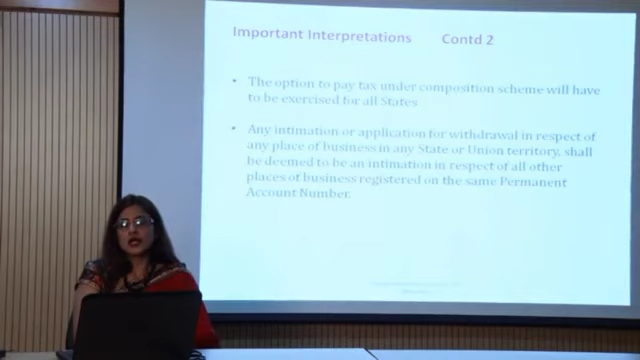 Important Interpretations Contd 2
• The option to pay tax under composition scheme will have
to be exercised for all States
• Any intimation or application for withdrawal in respect of
any place of business in any State or Union territory, shall
be deemed to be an intimation in respect of all other
places of business registered on the same Permanent
Account Number.